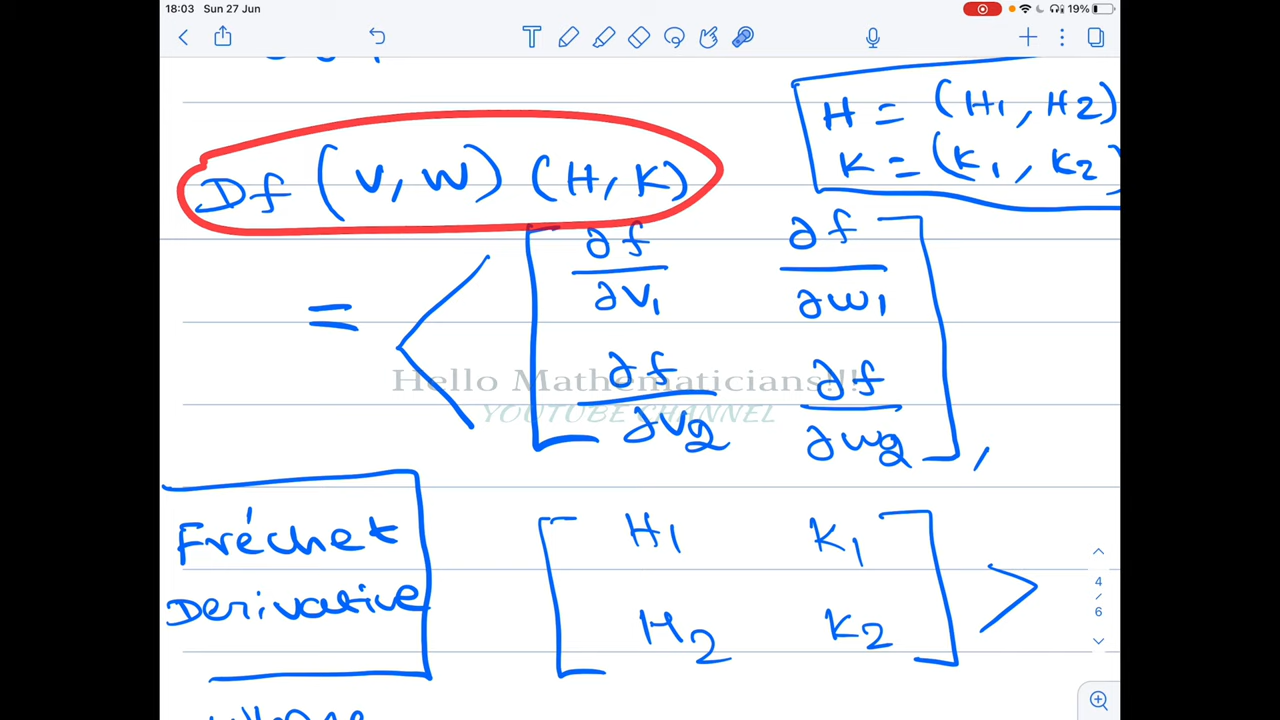 18:03 Sun 27 Jun
19%
H = (H1, H2)
K = (K1, K2)
Df (V, W) (H, K)
= < [ ∂f/∂V1 ∂f/∂W1
∂f/∂V2 ∂f/∂W2 ],
Hello Mathematicians!!!
YOUTUBE CHANNEL
Fréchet
Derivative
[ H1 K1
H2 K2 ] >
4
/
6